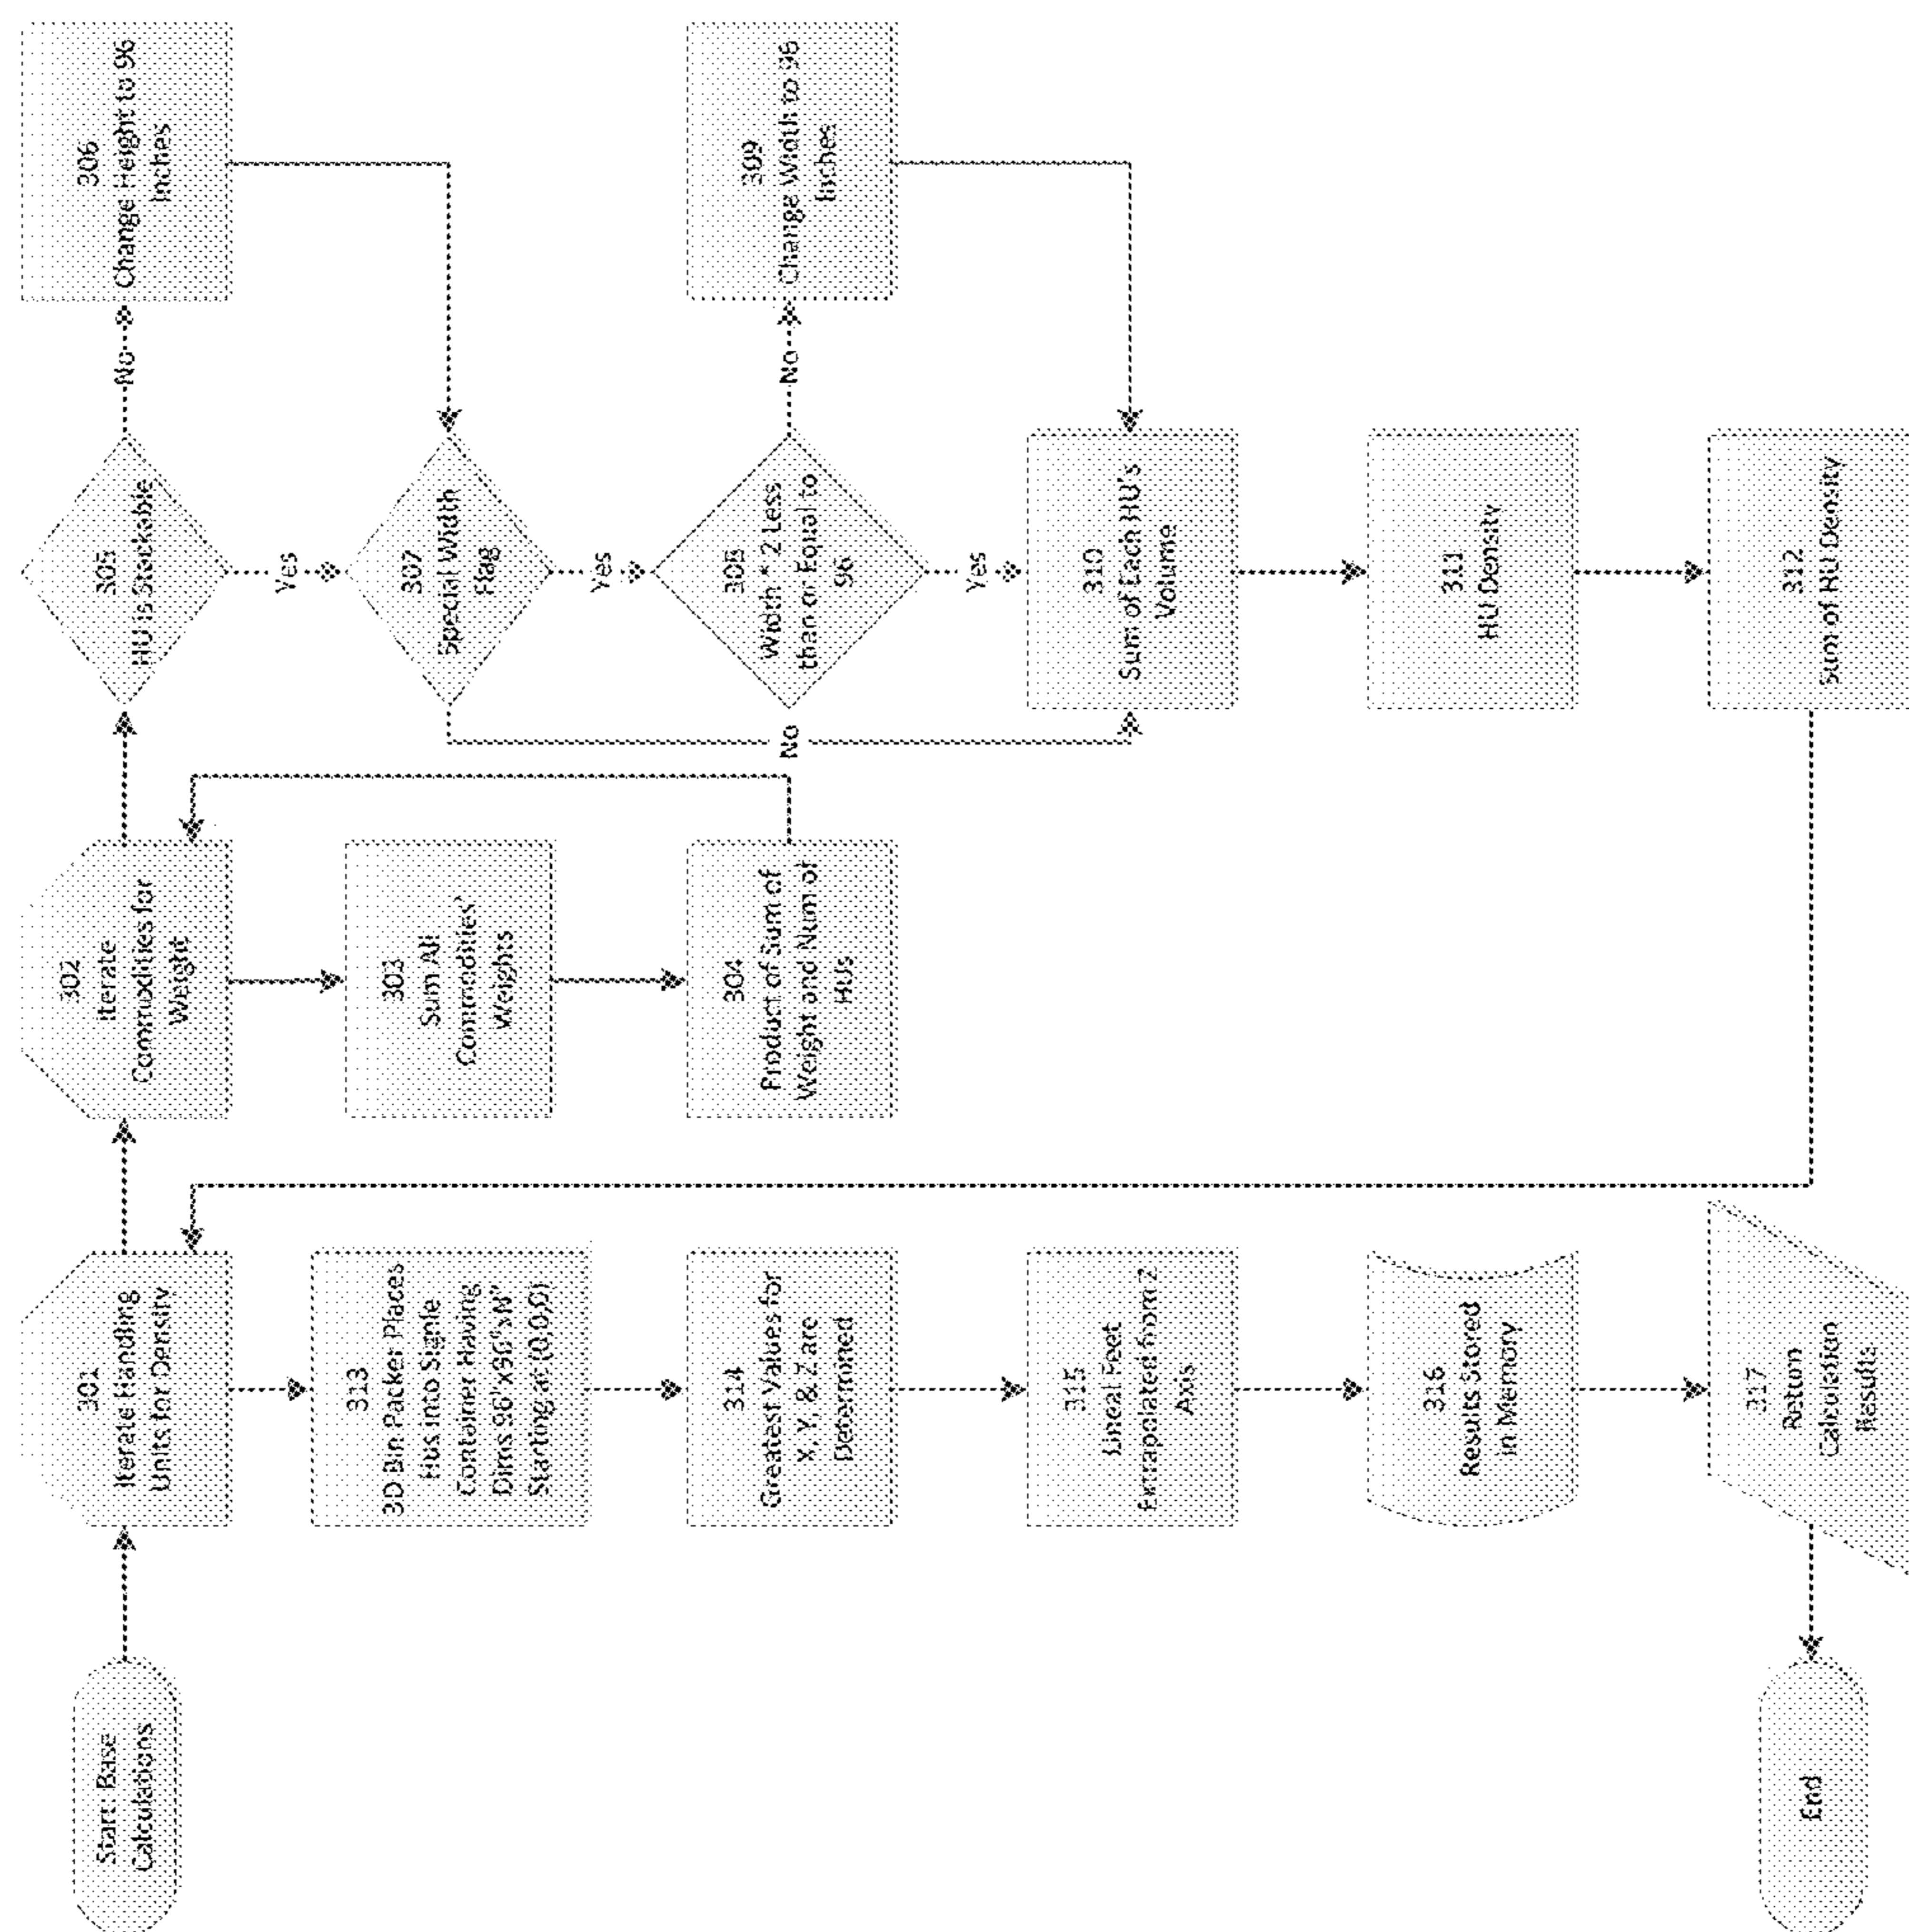 Start: Base
Calculations
301
Iterate Handling
Units for Density
302
Iterate
Commodities for
Weight
303
Sum All
Commodities'
Weights
304
Product of Sum of
Weight and Num of
HUs
305
HU is Stackable
No
306
Change Height to 96
Inches
Yes
307
Special Width
Flag
Yes
308
Width * 2 Less
than or Equal to
96
No
309
Change Width to 96
Inches
Yes
No
310
Sum of Each HU's
Volume
311
HU Density
312
Sum of HU Density
313
3D Bin Packer Places
Hus into Signle
Container Having
Dims 96"x96"xN"
Starting at (0,0,0)
314
Greatest Values for
X, Y, & Z are
Determined
315
Lineal Feet
Extrapolated from Z
Axis
316
Results Stored
in Memory
317
Return
Calculation
Results
End